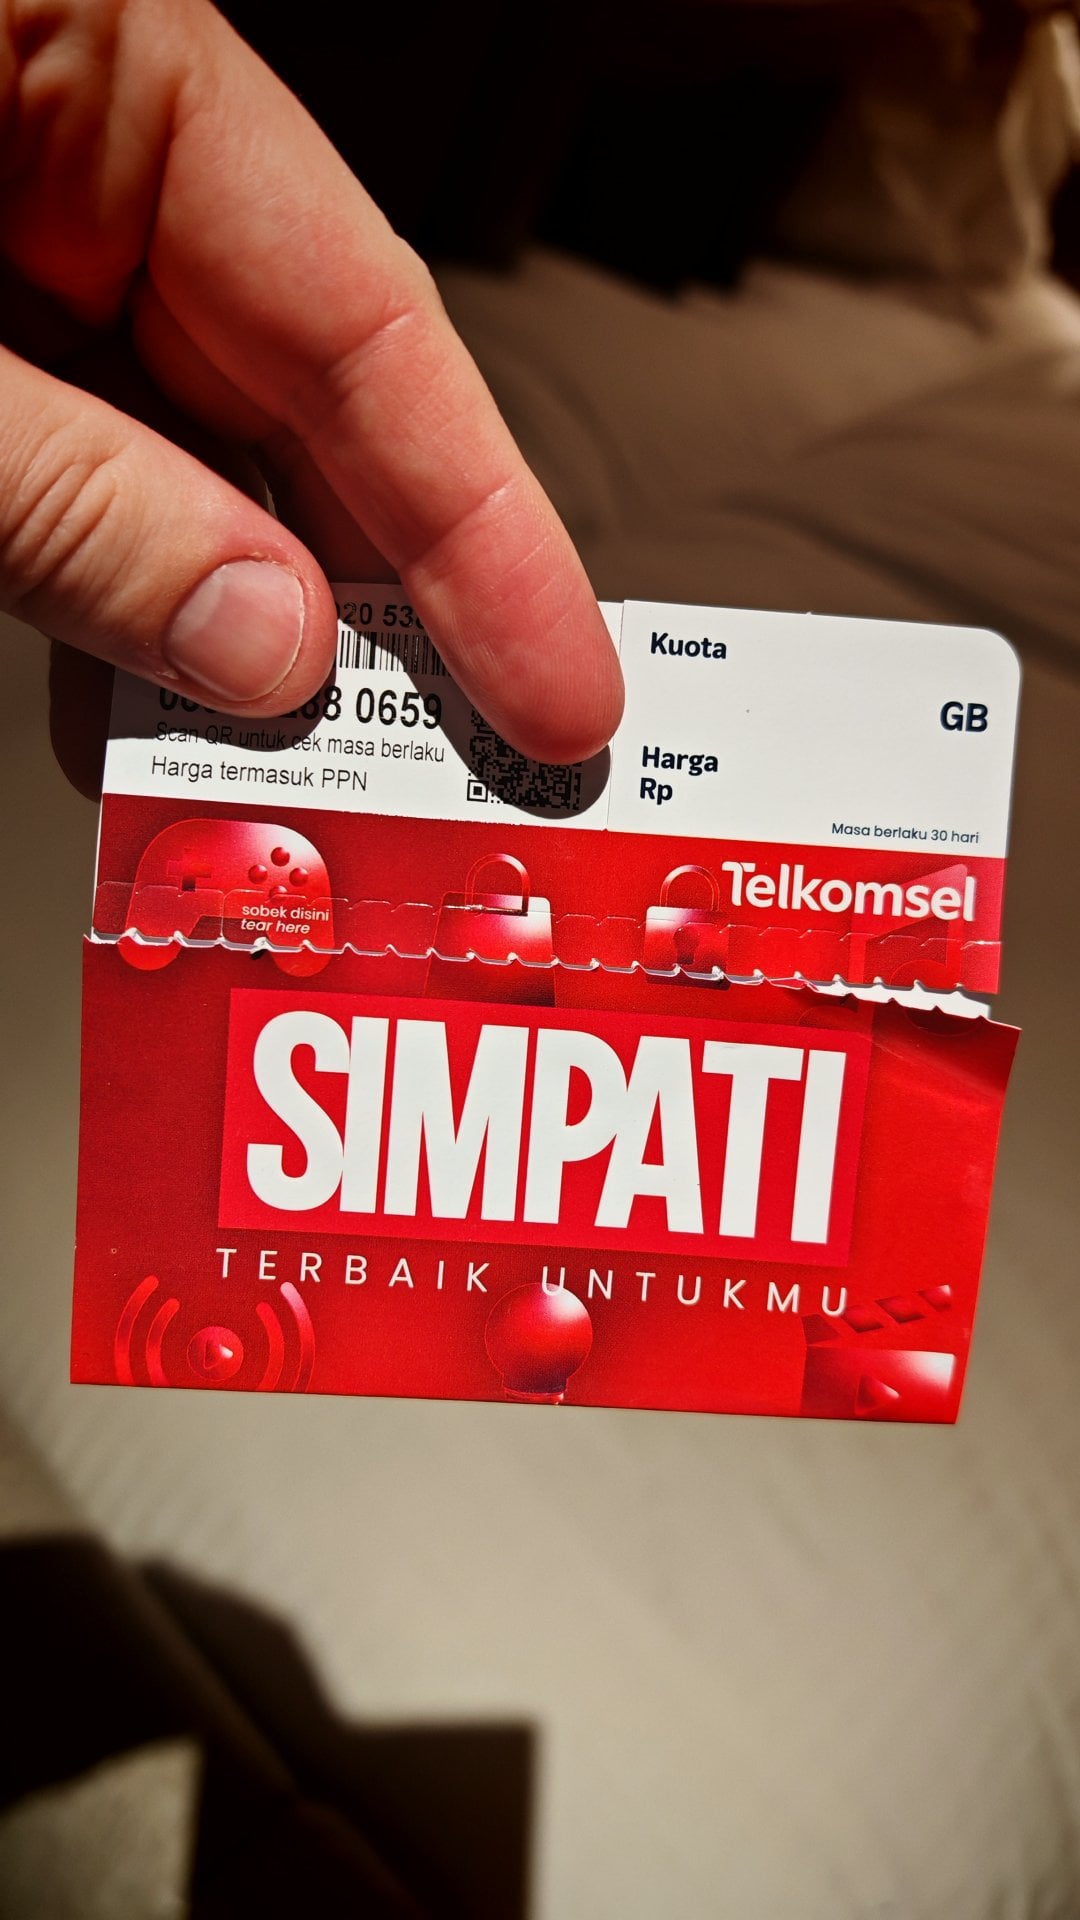 0659
Scan QR untuk cek masa berlaku
Harga termasuk PPN
Kuota
GB
Harga
Rp
Masa berlaku 30 hari
Telkomsel
sobek disini
tear here
SIMPATI
TERBAIK UNTUKMU